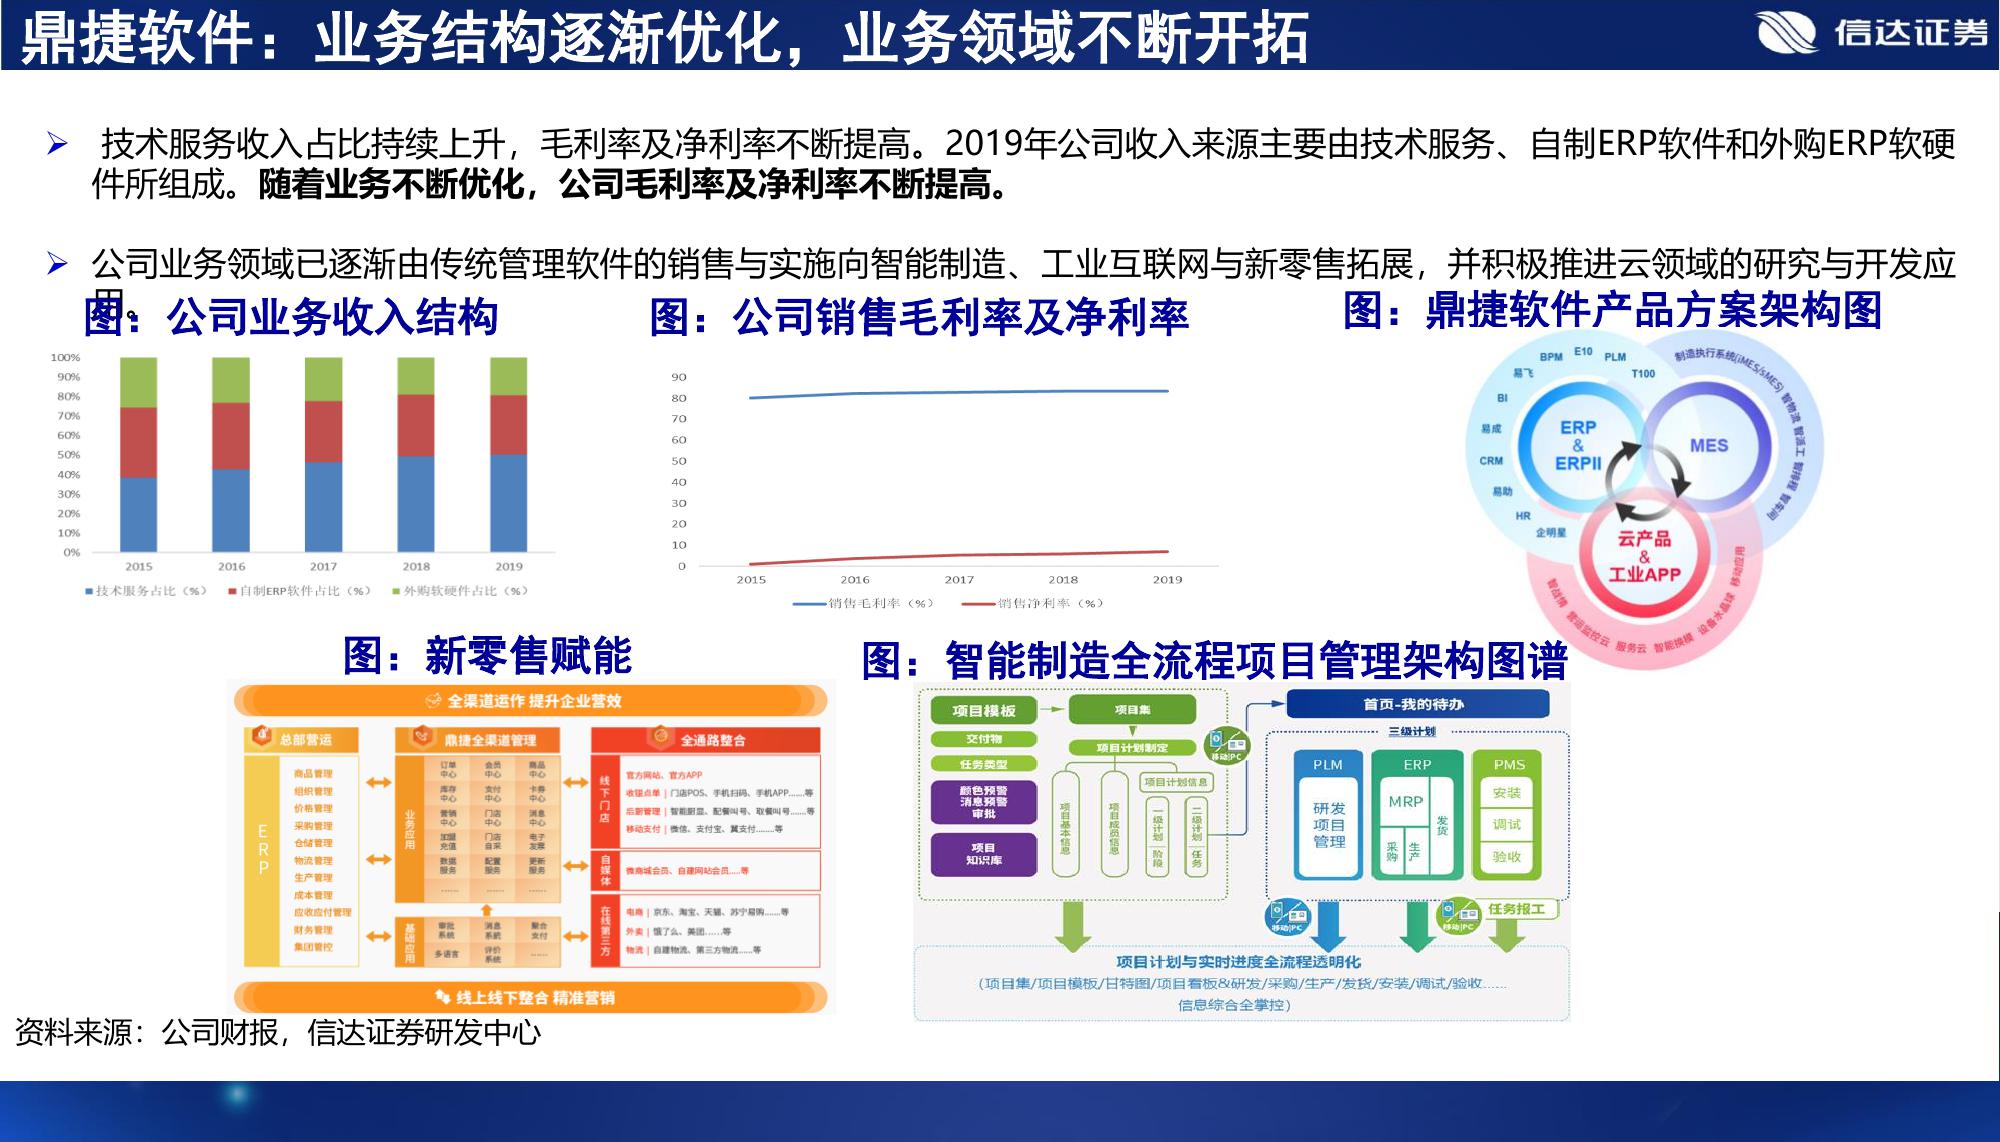 鼎捷软件：业务结构逐渐优化，业务领域不断开拓
信达证券
技术服务收入占比持续上升，毛利率及净利率不断提高。2019年公司收入来源主要由技术服务、自制ERP软件和外购ERP软硬
件所组成。随着业务不断优化，公司毛利率及净利率不断提高。
公司业务领域已逐渐由传统管理软件的销售与实施向智能制造、工业互联网与新零售拓展，并积极推进云领域的研究与开发应
用。
图：公司业务收入结构
100%
90%
80%
70%
60%
50%
40%
30%
20%
10%
0%
2015 2016 2017 2018 2019
技术服务占比（%） 自制ERP软件占比（%） 外购软硬件占比（%）
图：公司销售毛利率及净利率
90
80
70
60
50
40
30
20
10
0
2015 2016 2017 2018 2019
销售毛利率（%） 销售净利率（%）
图：鼎捷软件产品方案架构图
BPM E10 PLM
T100
易飞
BI
易成
CRM
易助
HR
企明星
ERP
&
ERPII
MES
制造执行系统(iMES/sMES) 智物流 智派工 智排程 智车间
云产品
&
工业APP
智战情 营运监控云 服务云 智能换模 设备水晶球 移动应用
图：新零售赋能
全渠道运作 提升企业营效
总部营运
ERP
商品管理
组织管理
价格管理
采购管理
仓储管理
物流管理
生产管理
成本管理
应收应付管理
财务管理
集团管控
鼎捷全渠道管理
业务应用
订单中心 会员中心 商品中心
库存中心 支付中心 卡券中心
营销中心 门店中心 消息中心
加盟充值 门店自采 电子发票
数据服务 配置服务 更新服务
...... ...... ......
基础应用
审批系统 消息系统 聚合支付
多语言 评价系统 ......
全通路整合
线下门店
官方网站、官方APP
收银点单 | 门店POS、手机扫码、手机APP......等
后厨管理 | 智能厨显、配餐叫号、取餐叫号......等
移动支付 | 微信、支付宝、翼支付......等
自媒体
微商城会员、自建网站会员.....等
在线第三方
电商 | 京东、淘宝、天猫、苏宁易购......等
外卖 | 饿了么、美团......等
物流 | 自建物流、第三方物流......等
线上线下整合 精准营销
图：智能制造全流程项目管理架构图谱
项目模板
交付物
任务类型
颜色预警
消息预警
审批
项目
知识库
项目集
项目计划制定
项目计划信息
项目基本信息
项目成员信息
一级计划 阶段
二级计划 任务
移动|PC
首页-我的待办
三级计划
PLM
研发
项目
管理
ERP
MRP
采购
生产
发货
PMS
安装
调试
验收
移动|PC
移动|PC
任务报工
项目计划与实时进度全流程透明化
（项目集/项目模板/甘特图/项目看板&研发/采购/生产/发货/安装/调试/验收......
信息综合全掌控）
资料来源：公司财报，信达证券研发中心